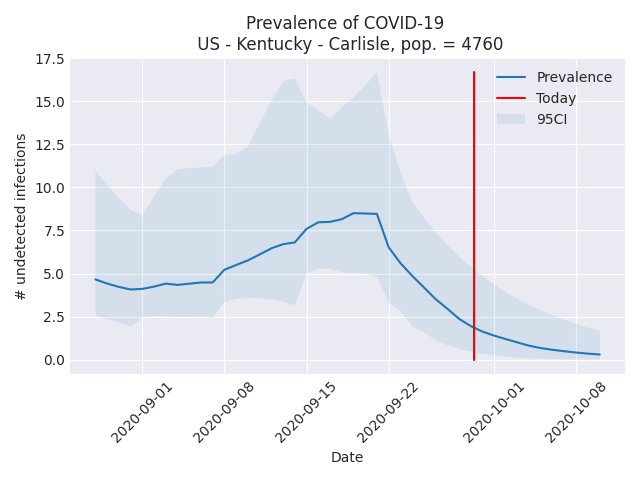 Prevalence of COVID-19
US - Kentucky - Carlisle, pop. = 4760
17.5
15.0
12.5
10.0
7.5
5.0
2.5
0.0
# undetected infections
Prevalence
Today
95CI
2020-09-01
2020-09-08
2020-09-15
2020-09-22
2020-10-01
2020-10-08
Date